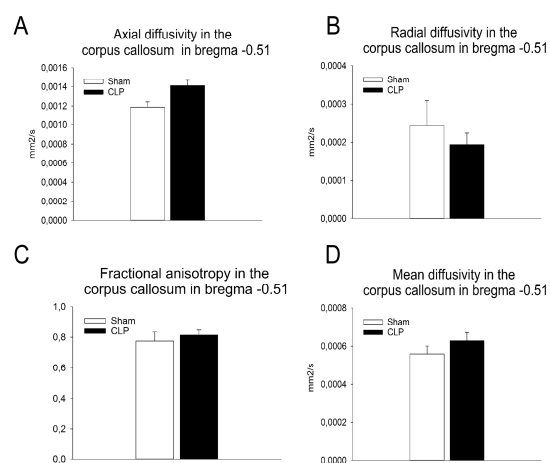 A
Axial diffusivity in the
corpus callosum in bregma -0.51
mm2/s
0,0016
0,0014
0,0012
0,0010
0,0008
0,0006
0,0004
0,0002
0,0000
Sham
CLP
B
Radial diffusivity in the
corpus callosum in bregma -0.51
mm2/s
0,0004
0,0003
0,0002
0,0001
0,0000
Sham
CLP
C
Fractional anisotropy in the
corpus callosum in bregma -0.51
1,0
0,8
0,6
0,4
0,2
0,0
Sham
CLP
D
Mean diffusivity in the
corpus callosum in bregma -0.51
mm2/s
0,0008
0,0006
0,0004
0,0002
0,0000
Sham
CLP